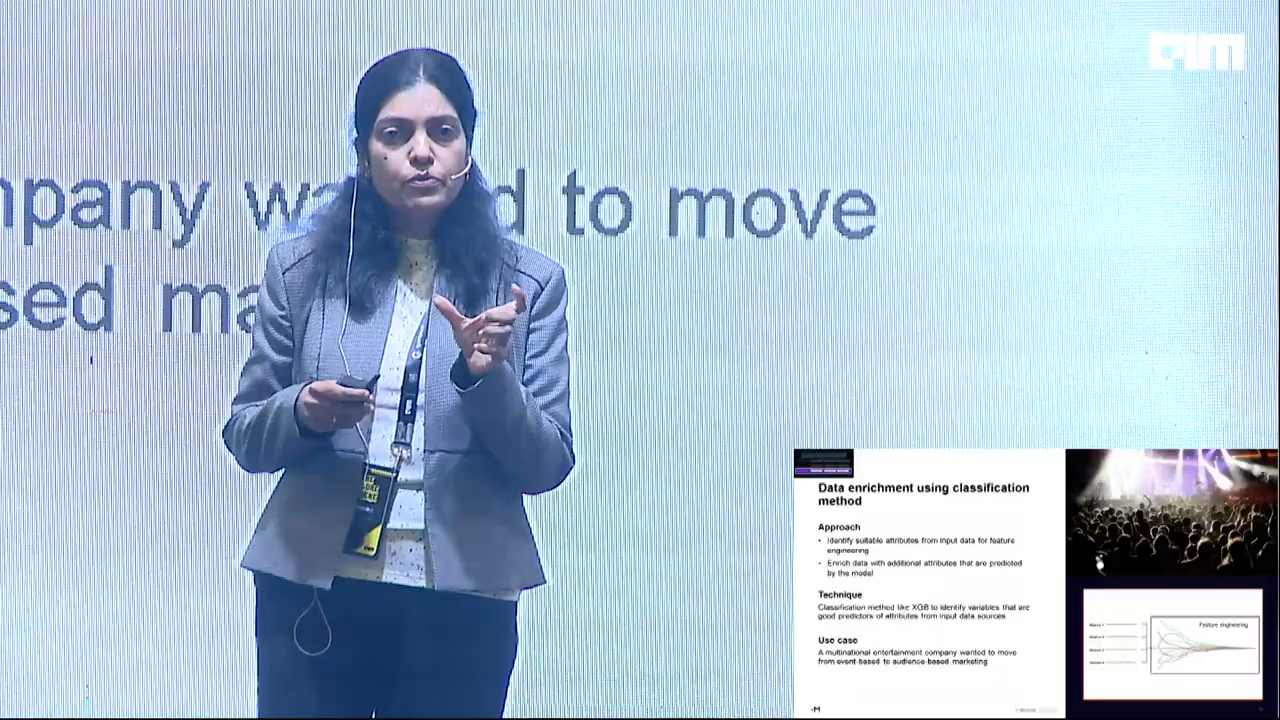 AIM
mpany wa d to move
sed ma
Data enrichment using classification
method
Approach
• Identify suitable attributes from input data for feature
engineering
• Enrich data with additional attributes that are predicted
by the model
Technique
Classification method like XGB to identify variables that are
good predictors of attributes from input data sources
Use case
A multinational entertainment company wanted to move
from event-based to audience based marketing
Feature engineering